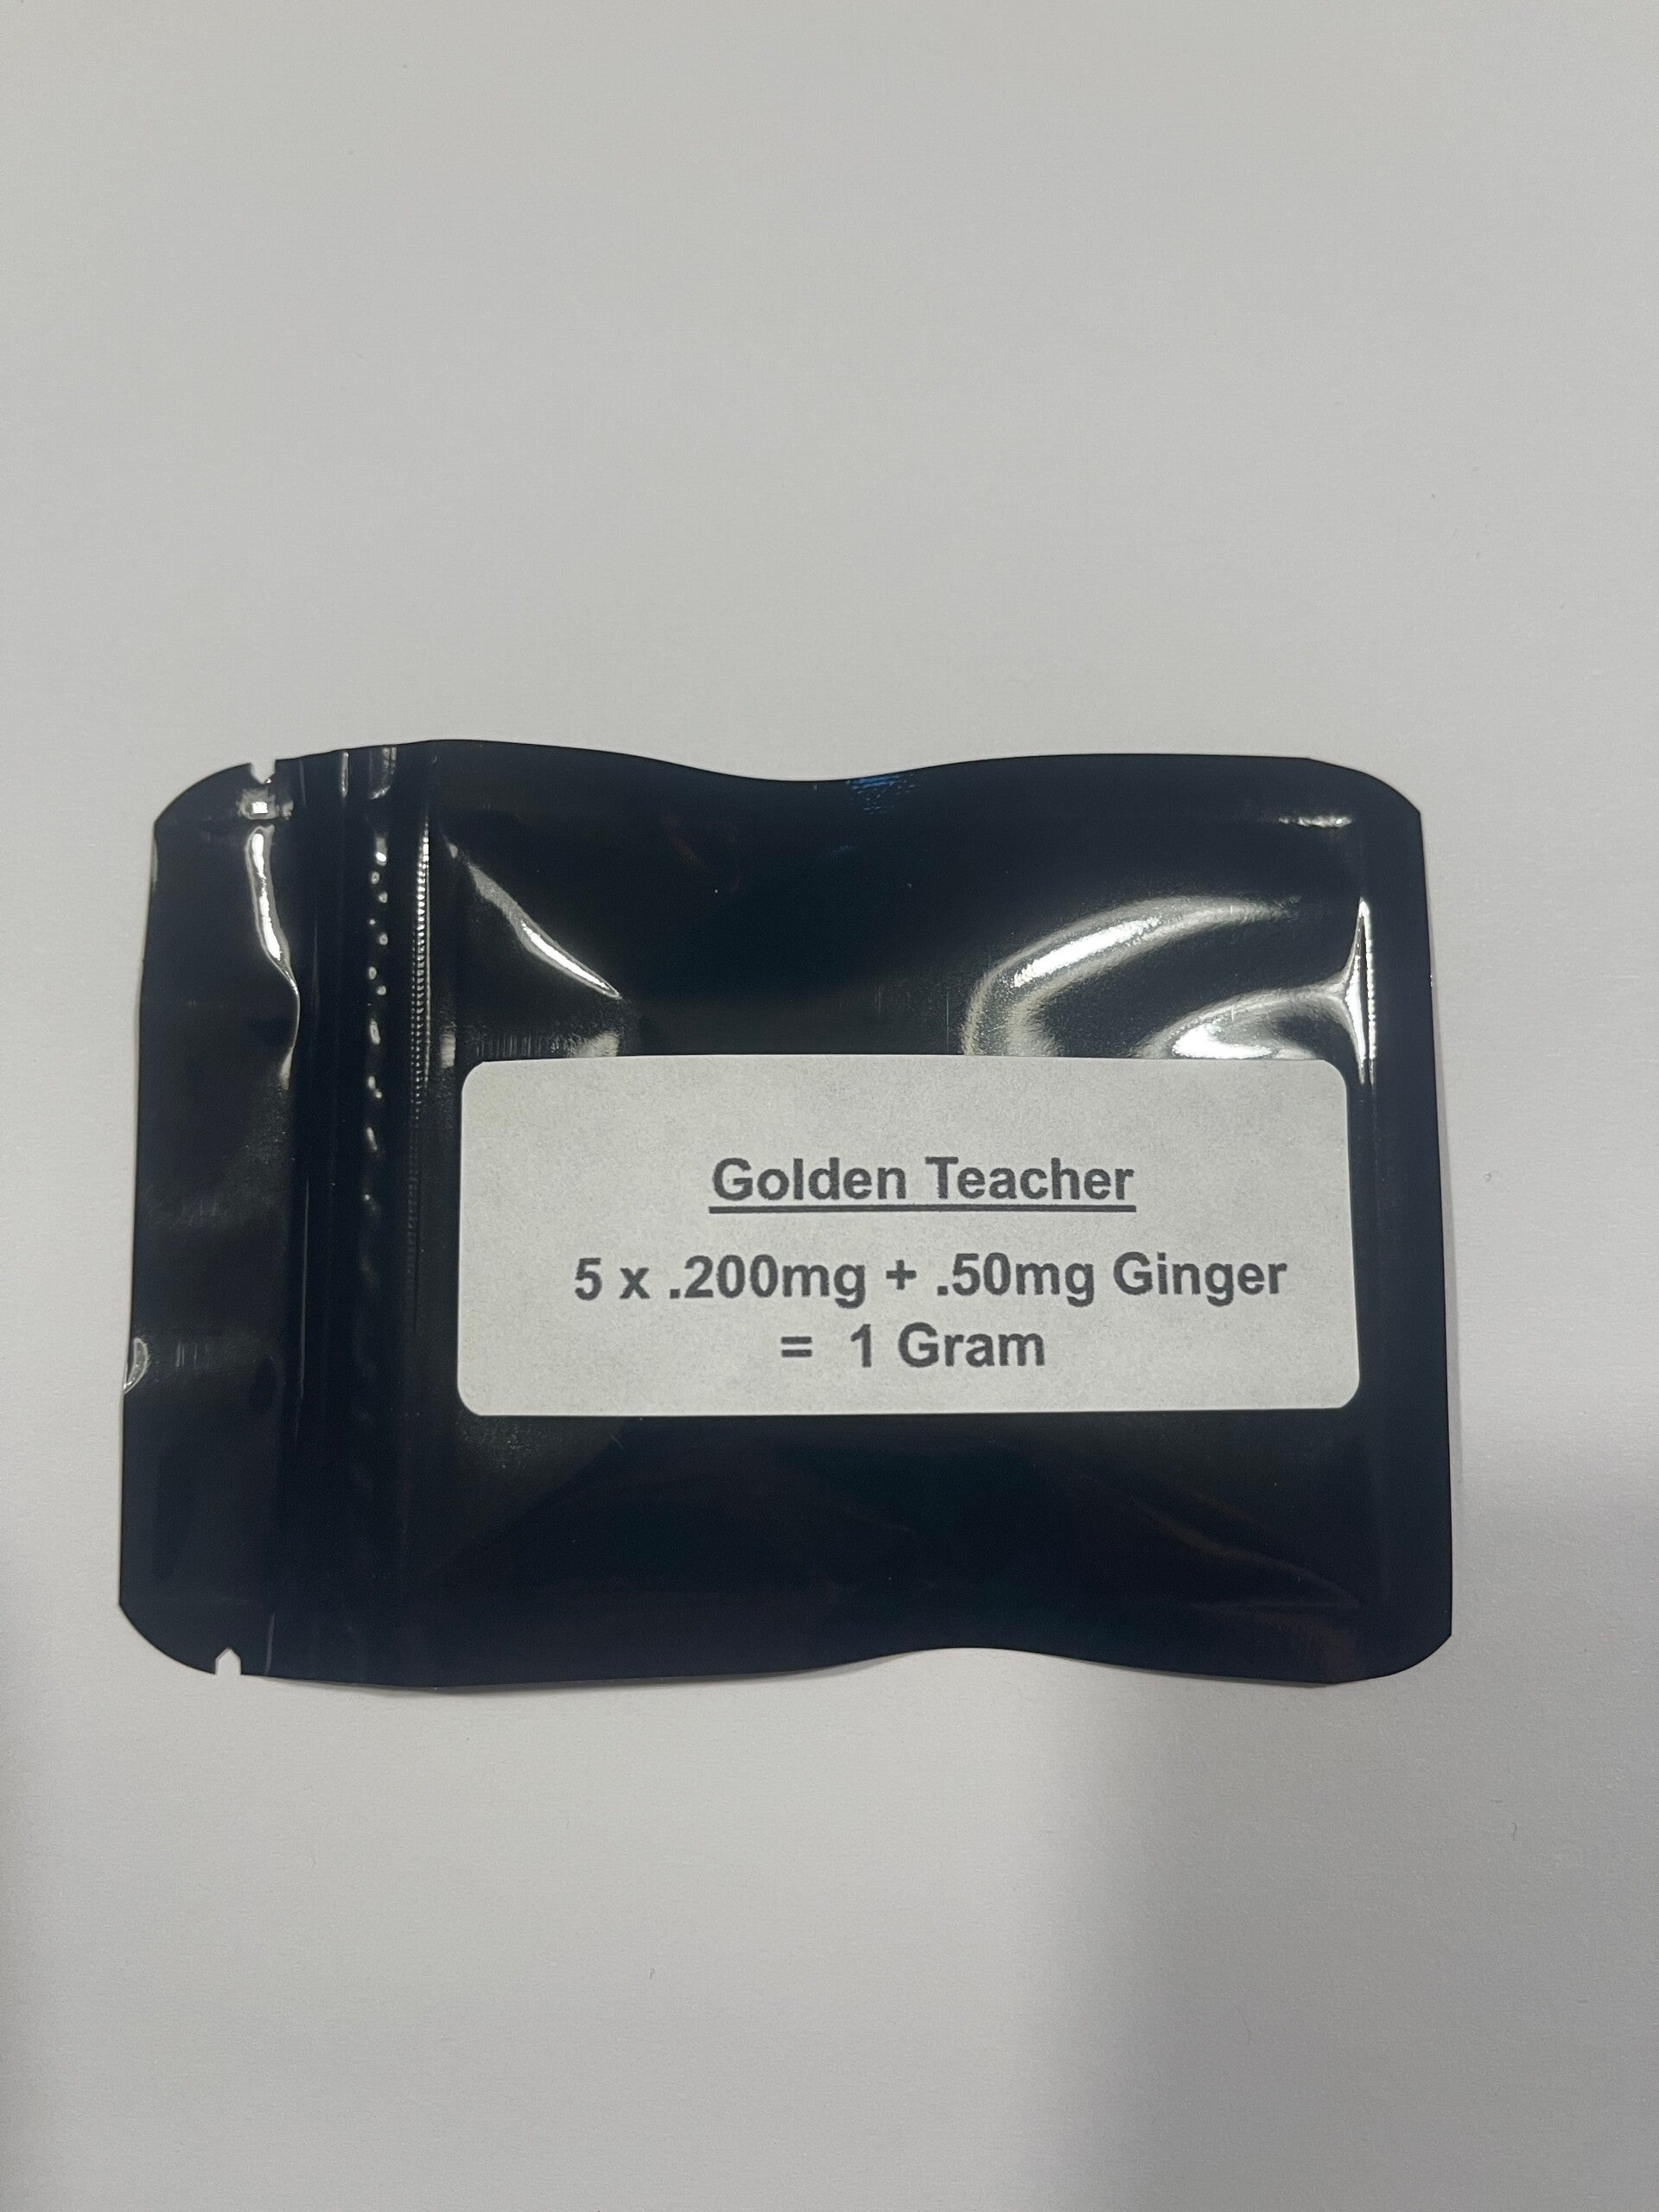 Golden Teacher
5 x .200mg + .50mg Ginger
= 1 Gram